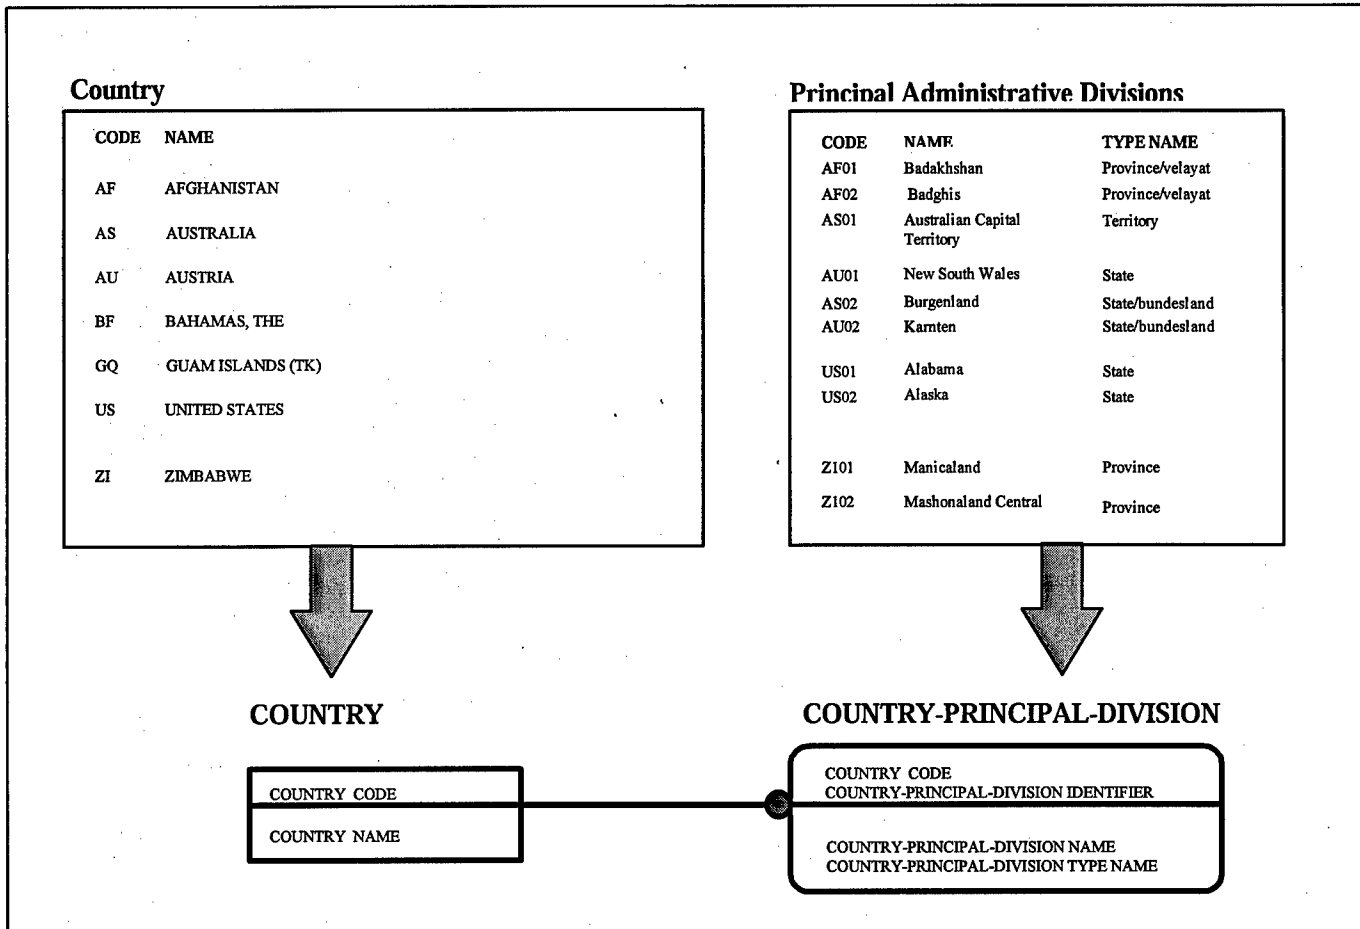 Country
CODE NAME
AF AFGHANISTAN
AS AUSTRALIA
AU AUSTRIA
BF BAHAMAS, THE
GQ GUAM ISLANDS (TK)
US UNITED STATES
ZI ZIMBABWE
Principal Administrative Divisions
CODE NAME TYPE NAME
AF01 Badakhshan Province/velayat
AF02 Badghis Province/velayat
AS01 Australian Capital Territory
Territory
AU01 New South Wales State
AS02 Burgenland State/bundesland
AU02 Karnten State/bundesland
US01 Alabama State
US02 Alaska State
ZI01 Manicaland Province
ZI02 Mashonaland Central Province
COUNTRY
COUNTRY CODE
COUNTRY NAME
COUNTRY-PRINCIPAL-DIVISION
COUNTRY CODE
COUNTRY-PRINCIPAL-DIVISION IDENTIFIER
COUNTRY-PRINCIPAL-DIVISION NAME
COUNTRY-PRINCIPAL-DIVISION TYPE NAME